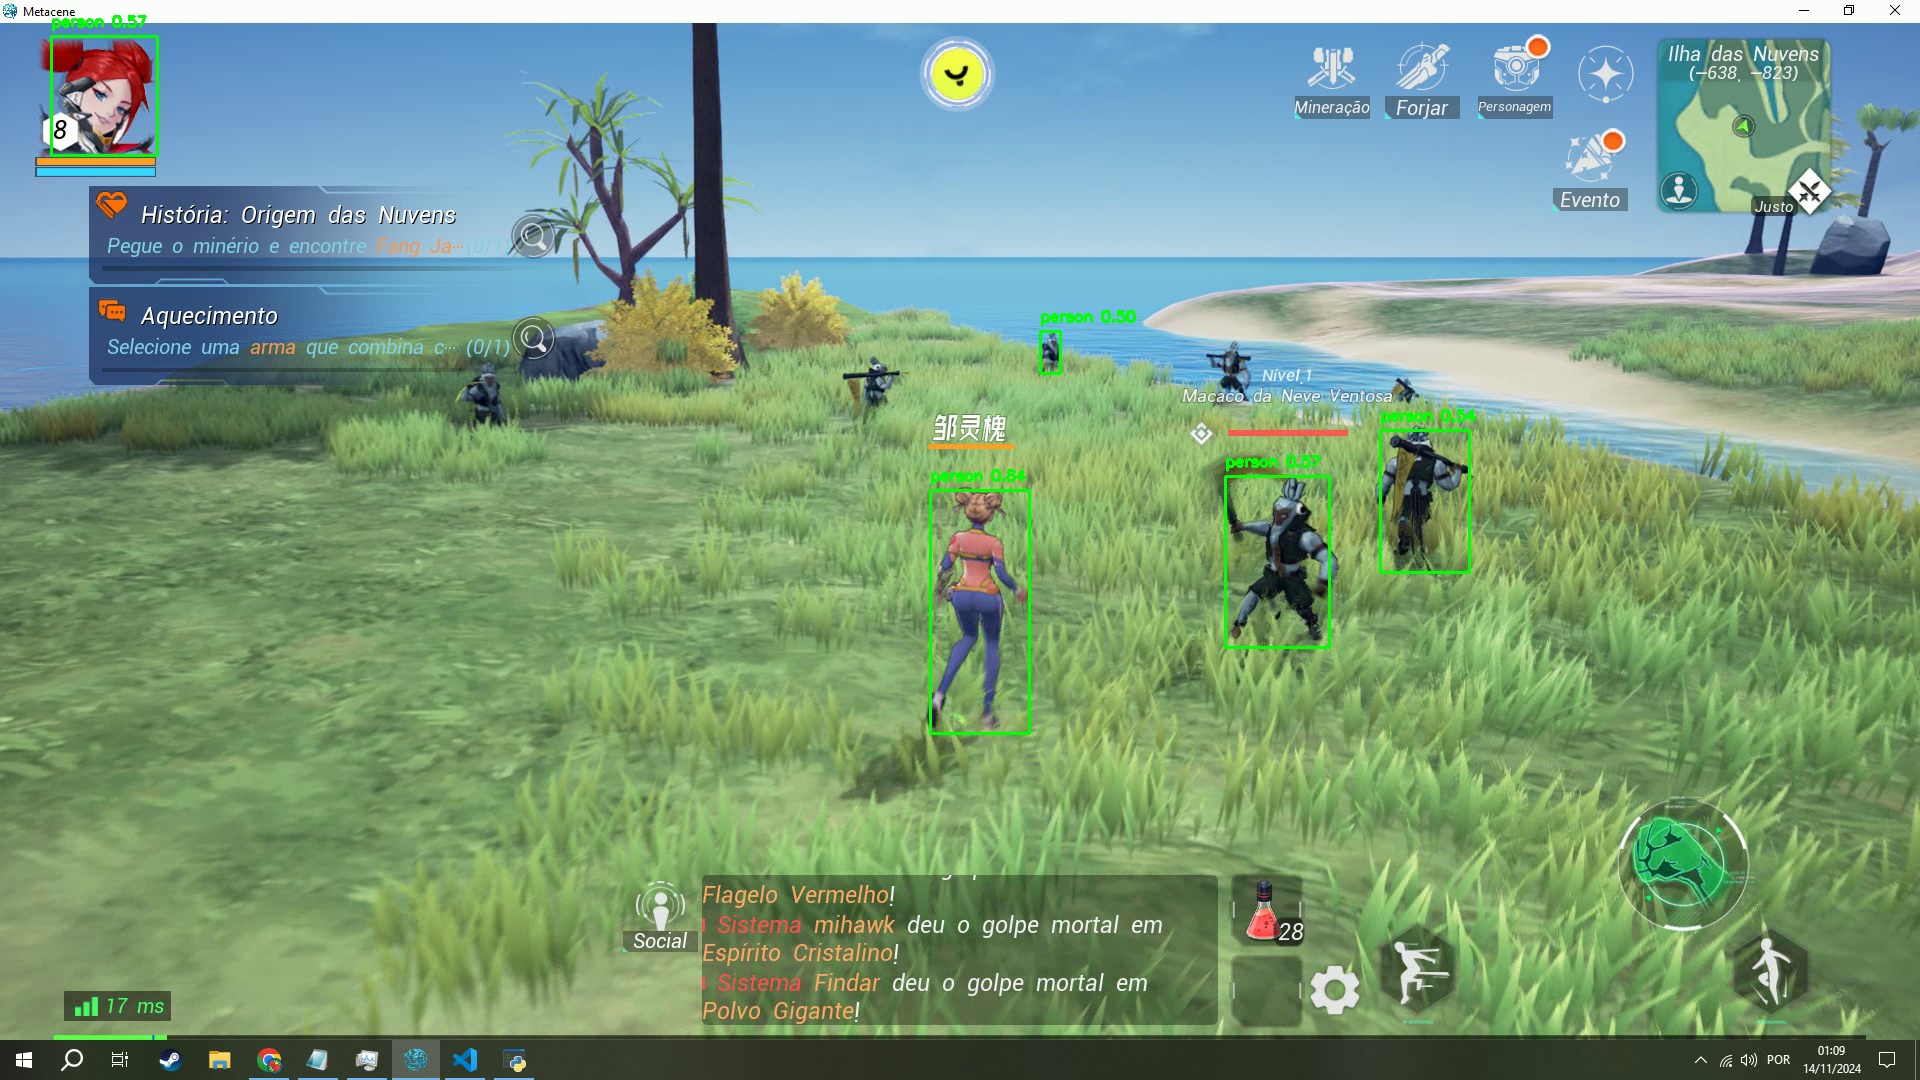 Metacene
person 0.57
8
História: Origem das Nuvens
Pegue o minério e encontre Fang Ja··· (0/1)
Aquecimento
Selecione uma arma que combina c··· (0/1)
Mineração
Forjar
Personagem
Evento
Ilha das Nuvens
(−638, −823)
Justo
person 0.50
Nível 1
Macaco da Neve Ventosa
person 0.54
邹灵槐
person 0.84
person 0.57
Flagelo Vermelho!
Sistema mihawk deu o golpe mortal em
Espírito Cristalino!
Sistema Findar deu o golpe mortal em
Polvo Gigante!
Social
28
17 ms
POR
01:09
14/11/2024